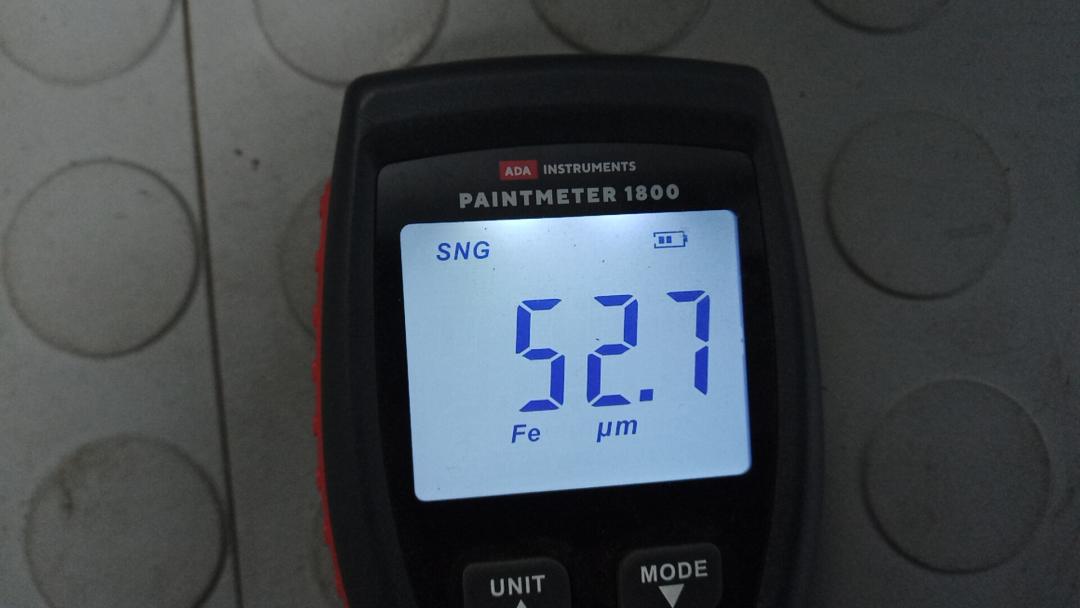 ADA INSTRUMENTS
PAINTMETER 1800
SNG
52.7
Fe µm
UNIT MODE